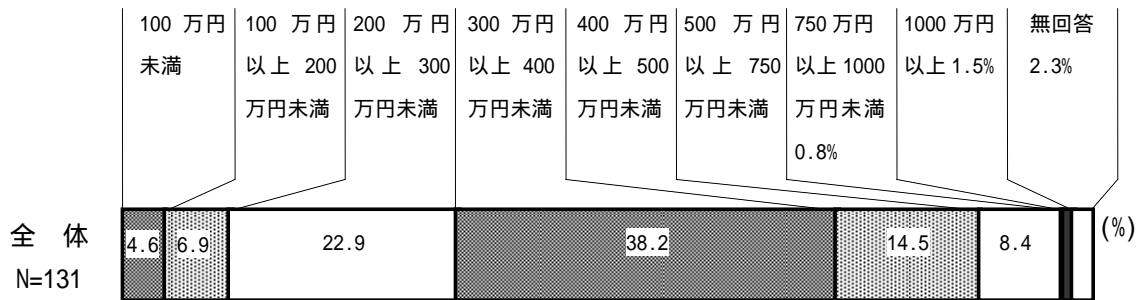 100 万円
未満
100 万円
以上 200
万円未満
200 万円
以上 300
万円未満
300 万円
以上 400
万円未満
400 万円
以上 500
万円未満
500 万円
以上 750
万円未満
750 万円
以上 1000
万円未満
0.8%
1000 万円
以上 1.5%
無回答
2.3%
全 体
N=131
4.6
6.9
22.9
38.2
14.5
8.4
(%)